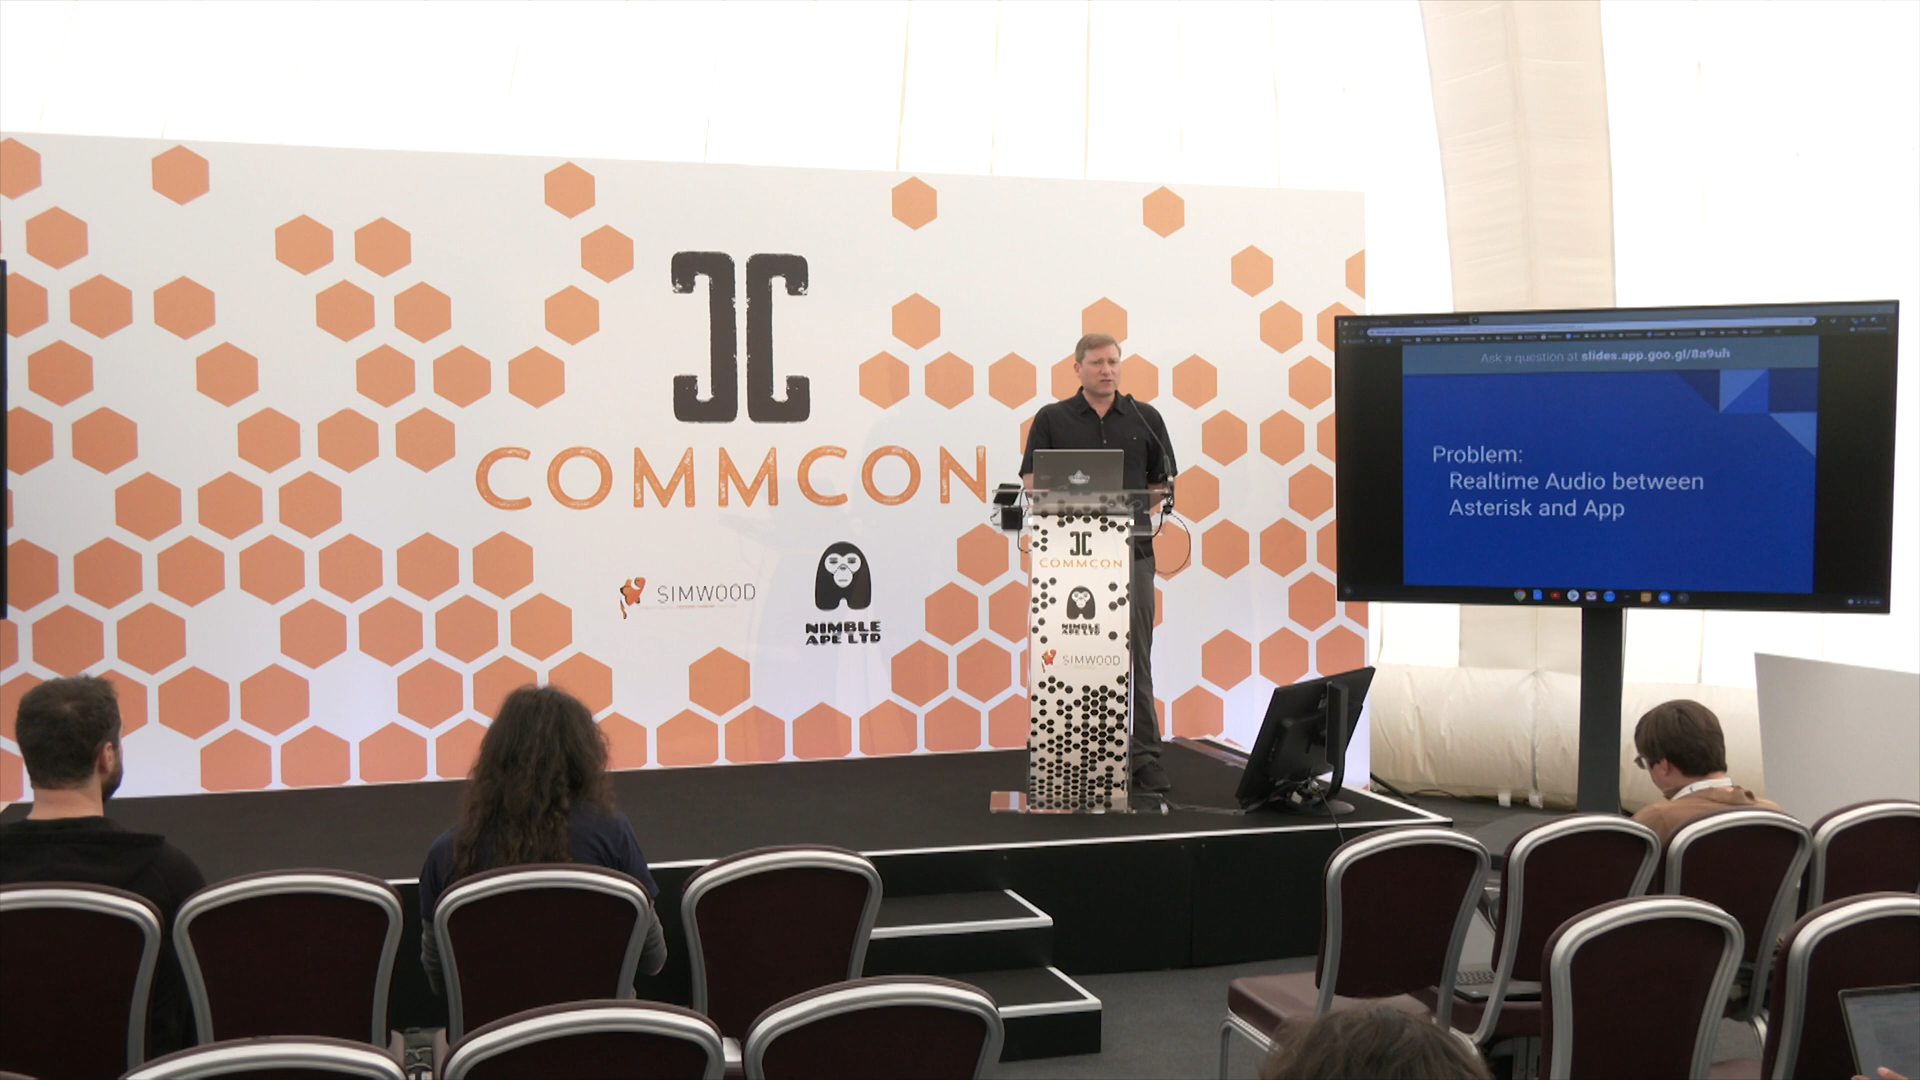 COMMCON
SIMWOOD
NIMBLE
APE LTD
COMMCON
NIMBLE
APE LTD
SIMWOOD
Ask a question at slides.app.goo.gl/8a9uh
Problem:
Realtime Audio between
Asterisk and App